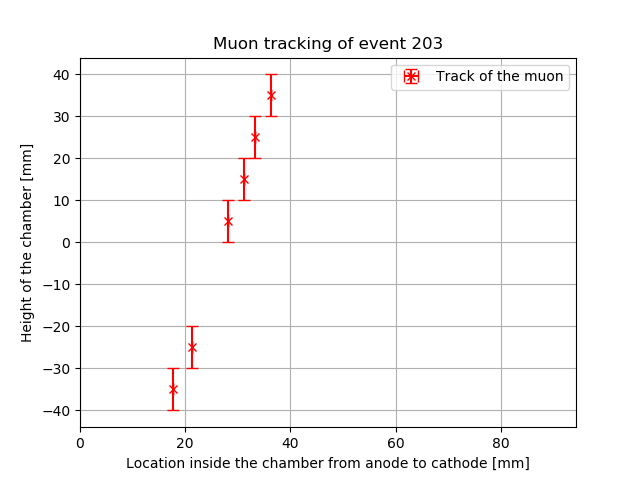 Muon tracking of event 203
Track of the muon
Height of the chamber [mm]
40
30
20
10
0
−10
−20
−30
−40
0 20 40 60 80
Location inside the chamber from anode to cathode [mm]